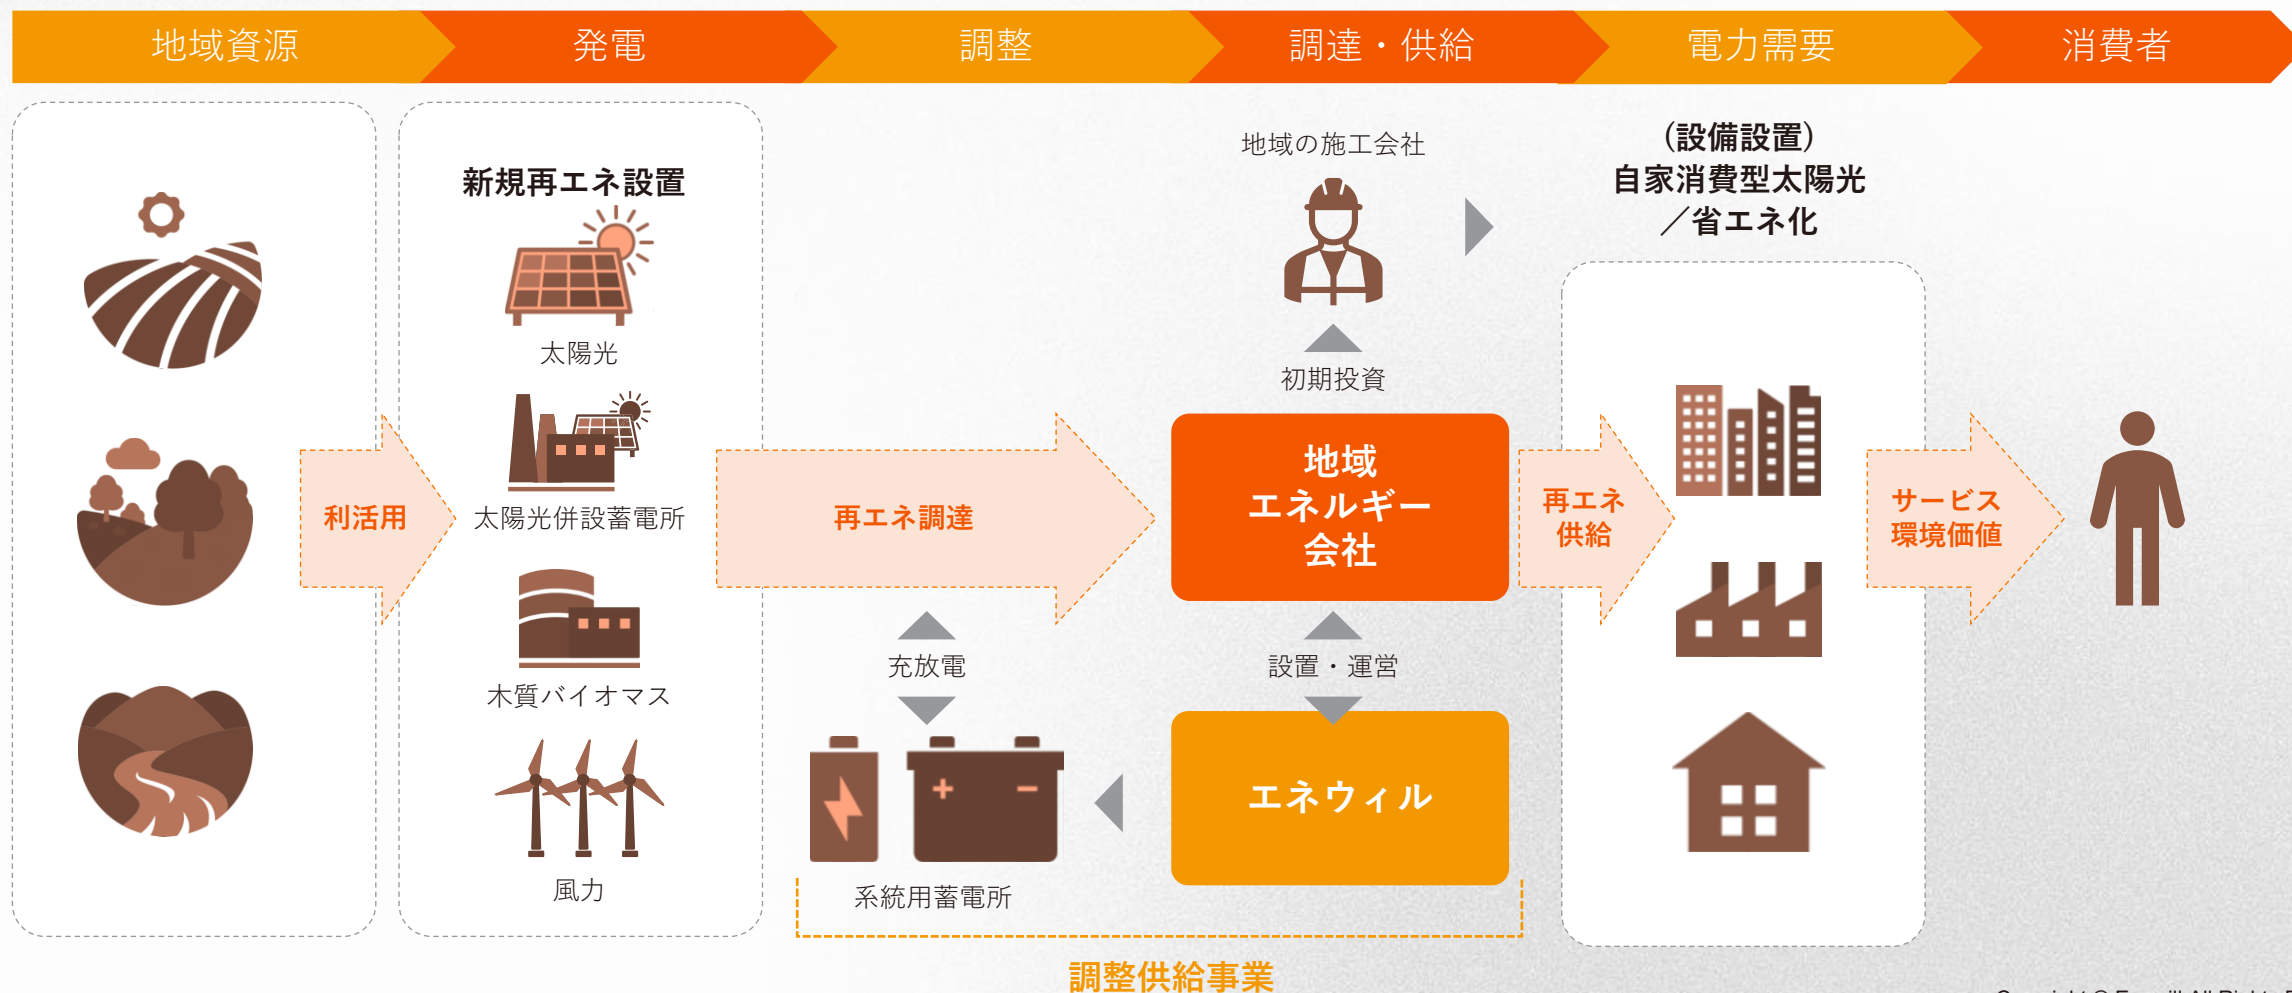 地域資源
発電
調整
調達・供給
電力需要
消費者
新規再エネ設置
太陽光
太陽光併設蓄電所
木質バイオマス
風力
利活用
再エネ調達
充放電
系統用蓄電所
地域の施工会社
初期投資
地域
エネルギー
会社
設置・運営
エネウィル
調整供給事業
再エネ
供給
(設備設置)
自家消費型太陽光
／省エネ化
サービス
環境価値